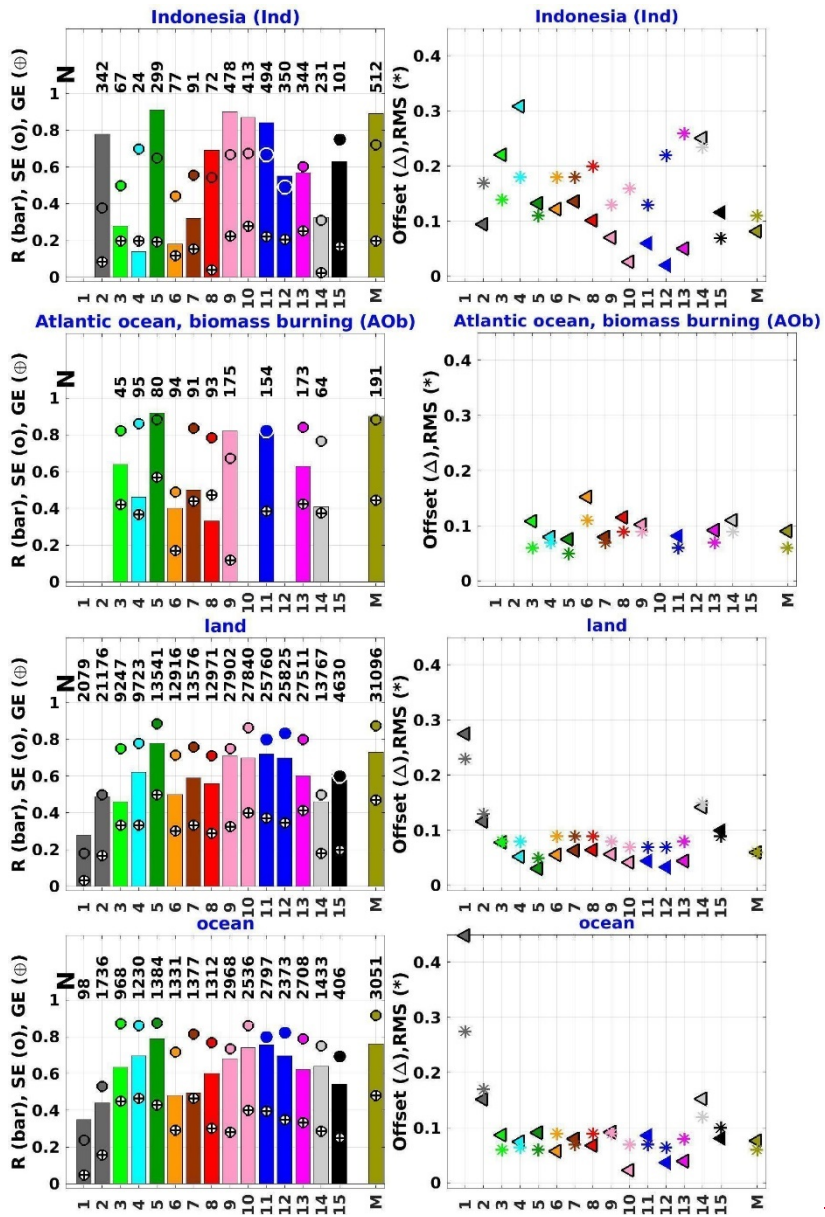 Indonesia (Ind)
R (bar), SE (o), GE (⊕)
N
342 67 24 299 77 91 72 478 413 494 350 344 231 101 512
1
0.8
0.6
0.4
0.2
0
1 2 3 4 5 6 7 8 9 10 11 12 13 14 15 M
Indonesia (Ind)
Offset (Δ),RMS (*)
0.4
0.3
0.2
0.1
0
1 2 3 4 5 6 7 8 9 10 11 12 13 14 15 M
Atlantic ocean, biomass burning (AOb)
R (bar), SE (o), GE (⊕)
N
45 95 80 94 91 93 175 154 173 64 191
1
0.8
0.6
0.4
0.2
0
1 2 3 4 5 6 7 8 9 10 11 12 13 14 15 M
Atlantic ocean, biomass burning (AOb)
Offset (Δ),RMS (*)
0.4
0.3
0.2
0.1
0
1 2 3 4 5 6 7 8 9 10 11 12 13 14 15 M
land
R (bar), SE (o), GE (⊕)
N
2079 21176 9247 9723 13541 12916 13576 12971 27902 27840 25760 25825 27511 13767 4630 31096
1
0.8
0.6
0.4
0.2
0
1 2 3 4 5 6 7 8 9 10 11 12 13 14 15 M
land
Offset (Δ),RMS (*)
0.4
0.3
0.2
0.1
0
1 2 3 4 5 6 7 8 9 10 11 12 13 14 15 M
ocean
R (bar), SE (o), GE (⊕)
N
98 1736 968 1230 1384 1331 1377 1312 2968 2536 2797 2373 2708 1433 406 3051
1
0.8
0.6
0.4
0.2
0
1 2 3 4 5 6 7 8 9 10 11 12 13 14 15 M
ocean
Offset (Δ),RMS (*)
0.4
0.3
0.2
0.1
0
1 2 3 4 5 6 7 8 9 10 11 12 13 14 15 M